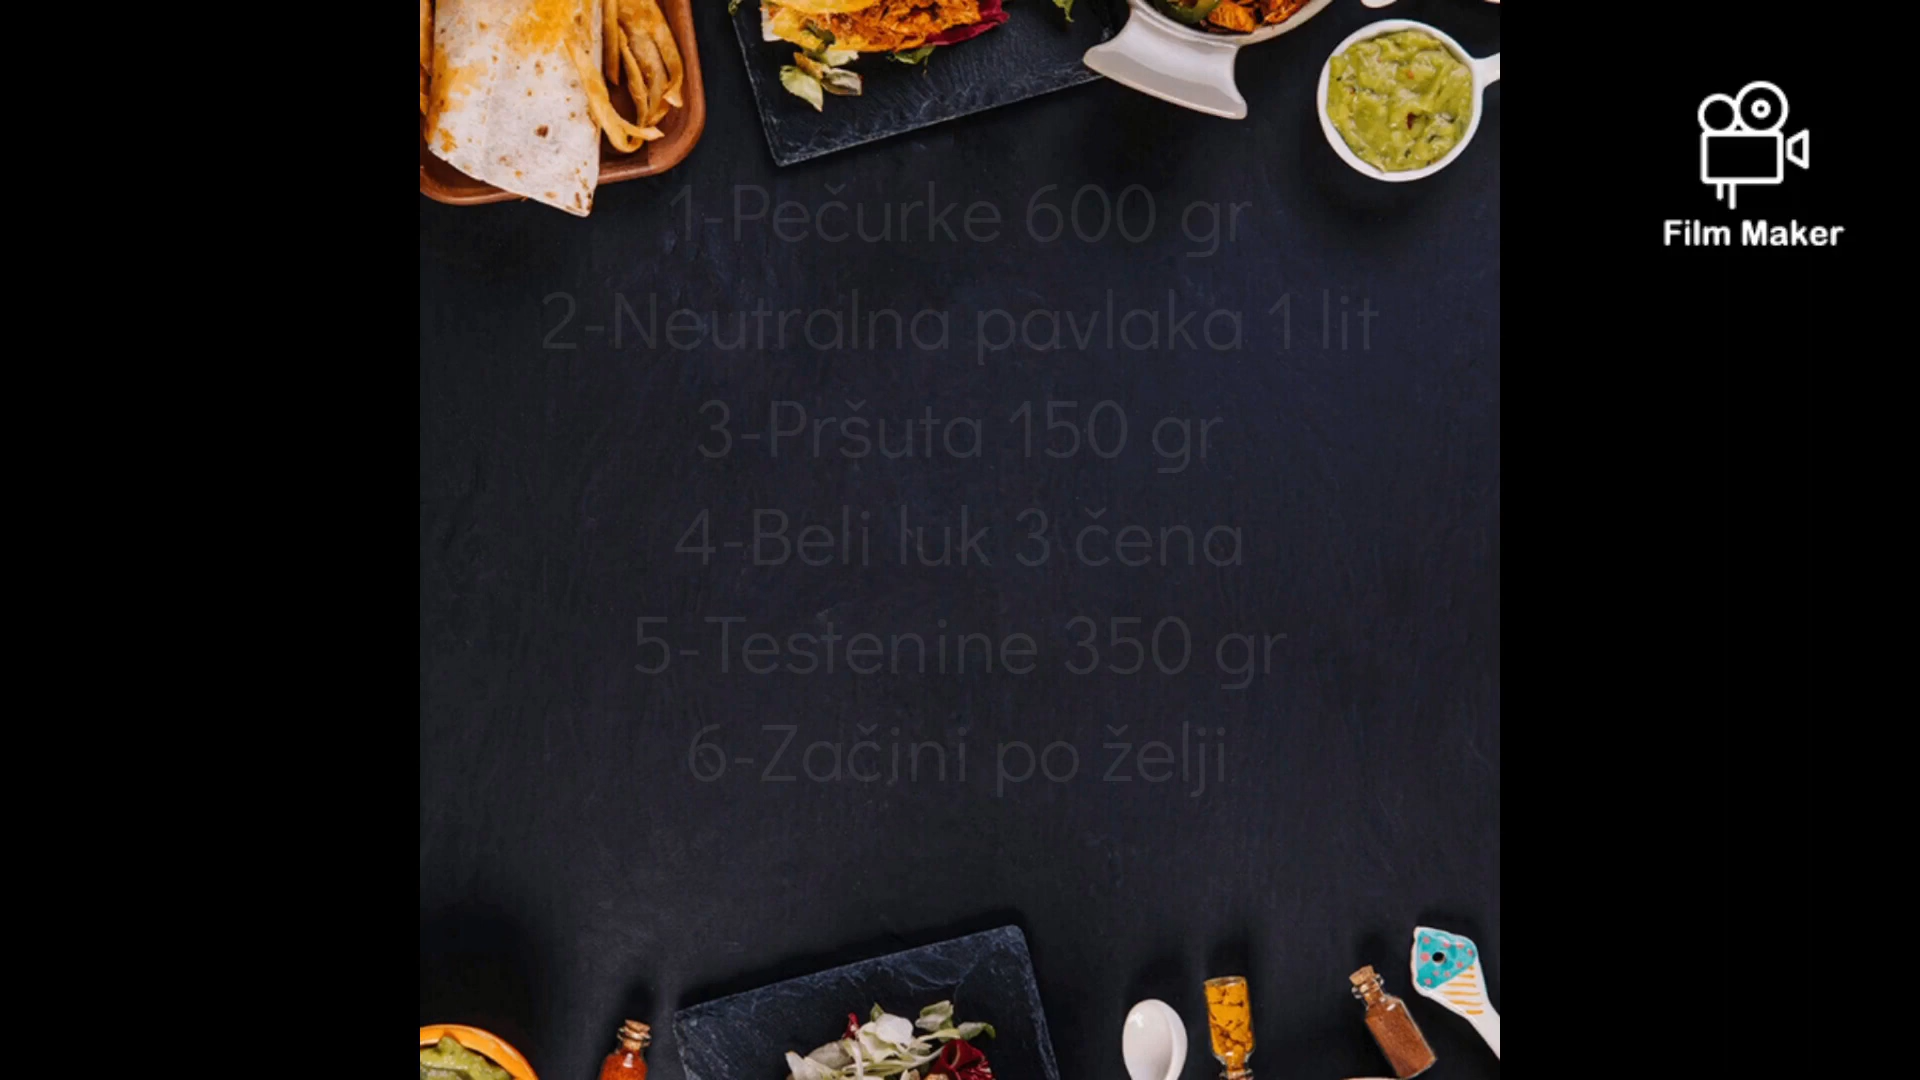 1-Pečurke 600 gr
2-Neutralna pavlaka 1 lit
3-Pršuta 150 gr
4-Beli luk 3 čena
5-Testenine 350 gr
6-Začini po želji
Film Maker